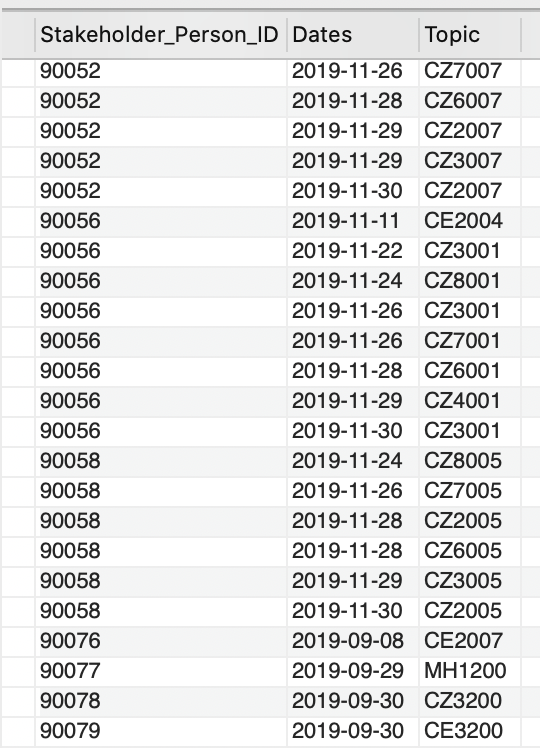 Stakeholder_Person_ID Dates Topic
90052 2019-11-26 CZ7007
90052 2019-11-28 CZ6007
90052 2019-11-29 CZ2007
90052 2019-11-29 CZ3007
90052 2019-11-30 CZ2007
90056 2019-11-11 CE2004
90056 2019-11-22 CZ3001
90056 2019-11-24 CZ8001
90056 2019-11-26 CZ3001
90056 2019-11-26 CZ7001
90056 2019-11-28 CZ6001
90056 2019-11-29 CZ4001
90056 2019-11-30 CZ3001
90058 2019-11-24 CZ8005
90058 2019-11-26 CZ7005
90058 2019-11-28 CZ2005
90058 2019-11-28 CZ6005
90058 2019-11-29 CZ3005
90058 2019-11-30 CZ2005
90076 2019-09-08 CE2007
90077 2019-09-29 MH1200
90078 2019-09-30 CZ3200
90079 2019-09-30 CE3200